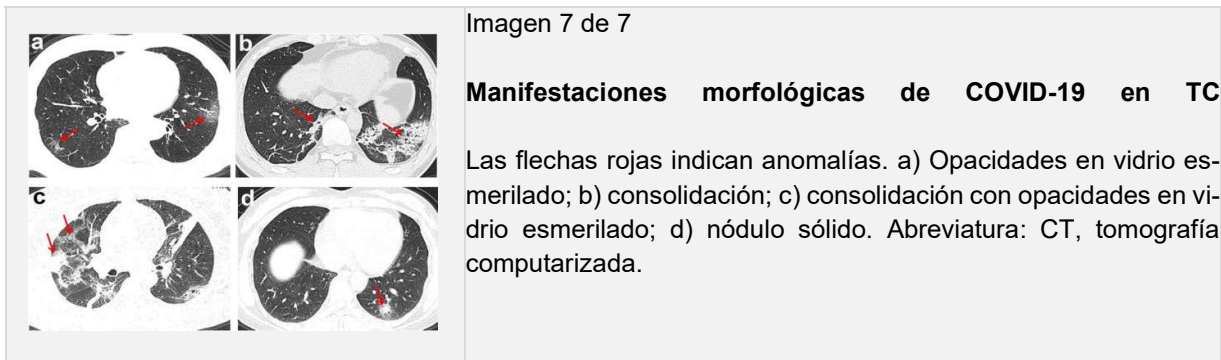 a
b
c
d
Imagen 7 de 7
Manifestaciones morfológicas de COVID-19 en TC
Las flechas rojas indican anomalías. a) Opacidades en vidrio es-
merilado; b) consolidación; c) consolidación con opacidades en vi-
drio esmerilado; d) nódulo sólido. Abreviatura: CT, tomografía
computarizada.